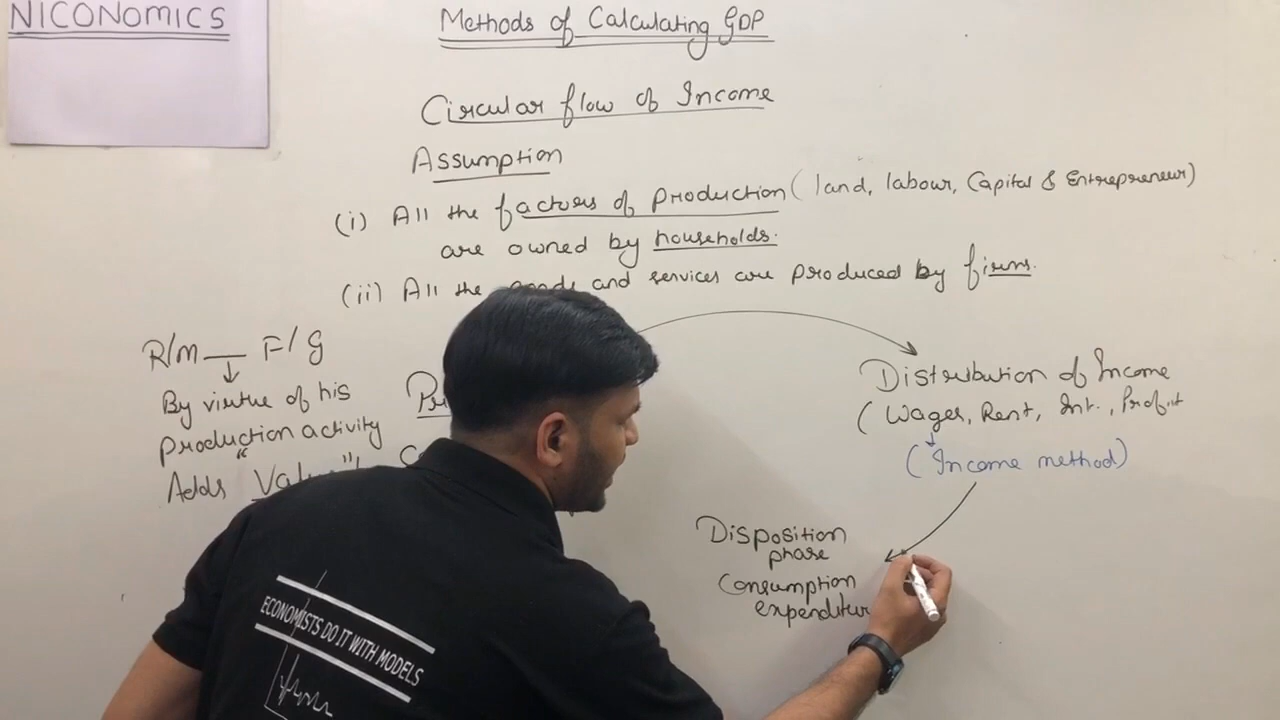 NICONOMICS
Methods of Calculating GDP
Circular flow of Income
Assumption
(i) All the factors of Production (land, labour, Capital & Entrepreneur)
are owned by households.
(ii) All the goods and services are produced by firms.
R/m — F/G
By virtue of his
production activity
Adds
Distribution of Income
(Wages, Rent, Int., Profit
(Income method)
Disposition
phase
Consumption
expenditur
ECONOMISTS DO IT WITH MODELS